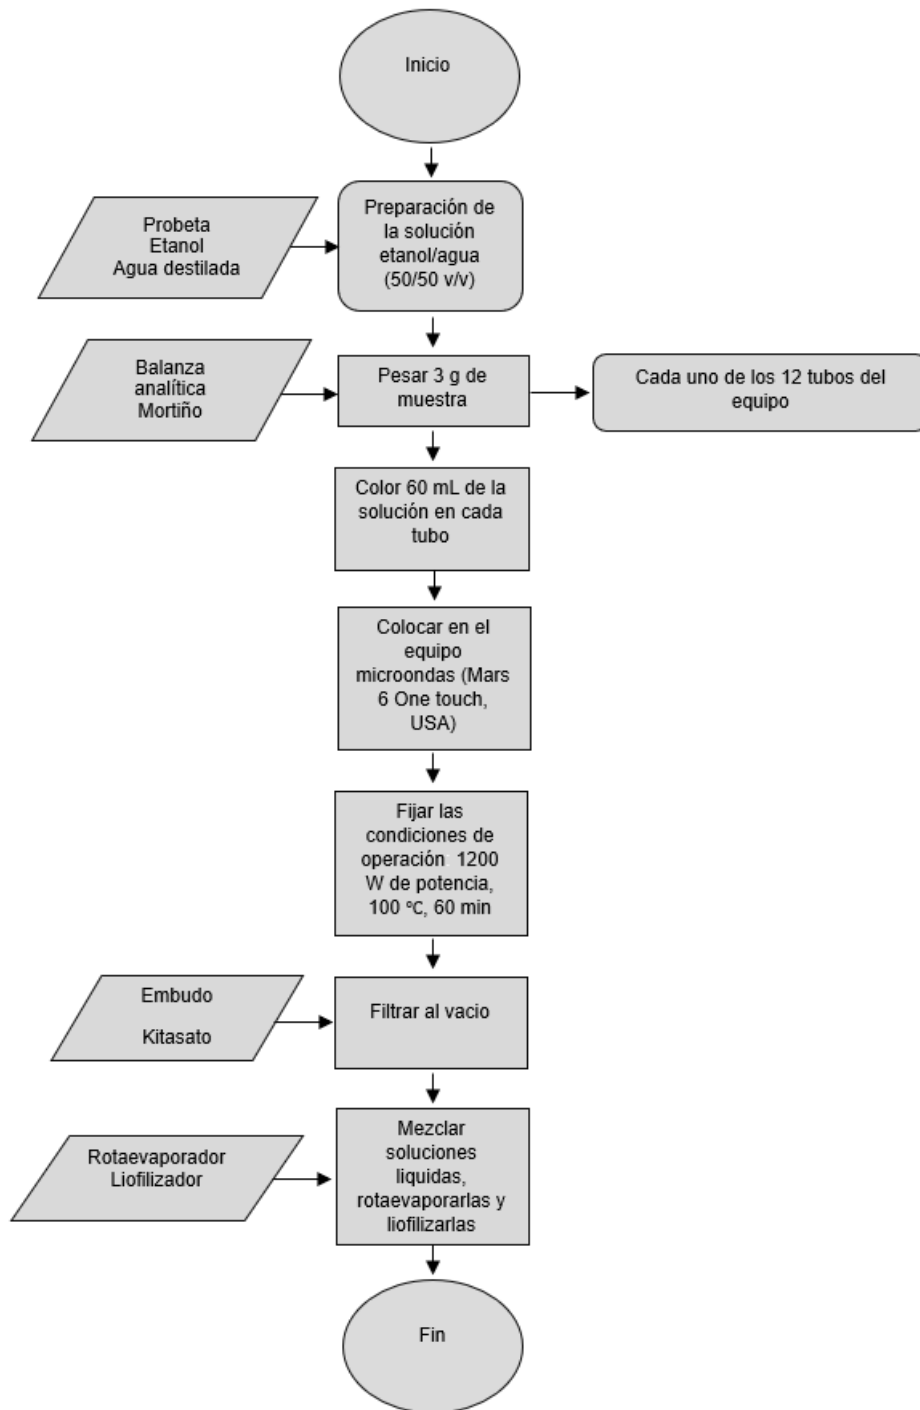 Inicio
Probeta
Etanol
Agua destilada
Preparación de
la solución
etanol/agua
(50/50 v/v)
Balanza
analítica
Mortiño
Pesar 3 g de
muestra
Cada uno de los 12 tubos del
equipo
Color 60 mL de la
solución en cada
tubo
Colocar en el
equipo
microondas (Mars
6 One touch,
USA)
Fijar las
condiciones de
operación: 1200
W de potencia,
100 °C, 60 min
Embudo
Kitasato
Filtrar al vacio
Rotaevaporador
Liofilizador
Mezclar
soluciones
liquidas,
rotaevaporarlas y
liofilizarlas
Fin